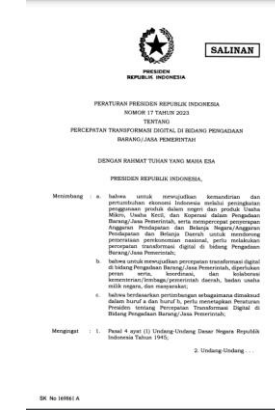 SALINAN
PRESIDEN
REPUBLIK INDONESIA
PERATURAN PRESIDEN REPUBLIK INDONESIA
NOMOR 17 TAHUN 2023
TENTANG
PERCEPATAN TRANSFORMASI DIGITAL DI BIDANG PENGADAAN
BARANG/JASA PEMERINTAH
DENGAN RAHMAT TUHAN YANG MAHA ESA
PRESIDEN REPUBLIK INDONESIA,
Menimbang : a. bahwa untuk mewujudkan kemandirian dan
pertumbuhan ekonomi Indonesia melalui peningkatan
penggunaan produk dalam negeri dan produk Usaha
Mikro, Usaha Kecil, dan Koperasi dalam Pengadaan
Barang/Jasa Pemerintah, serta mempercepat penyerapan
Anggaran Pendapatan dan Belanja Negara/Anggaran
Pendapatan dan Belanja Daerah untuk mendorong
pemerataan perekonomian nasional, perlu melakukan
percepatan transformasi digital di bidang Pengadaan
Barang/Jasa Pemerintah;
b. bahwa untuk mewujudkan percepatan transformasi digital
di bidang Pengadaan Barang/Jasa Pemerintah, diperlukan
peran serta, koordinasi, dan kolaborasi
kementerian/lembaga/pemerintah daerah, badan usaha
milik negara, dan masyarakat;
c. bahwa berdasarkan pertimbangan sebagaimana dimaksud
dalam huruf a dan huruf b, perlu menetapkan Peraturan
Presiden tentang Percepatan Transformasi Digital di
Bidang Pengadaan Barang/Jasa Pemerintah;
Mengingat : 1. Pasal 4 ayat (1) Undang-Undang Dasar Negara Republik
Indonesia Tahun 1945;
2. Undang-Undang . . .
SK No 169861 A